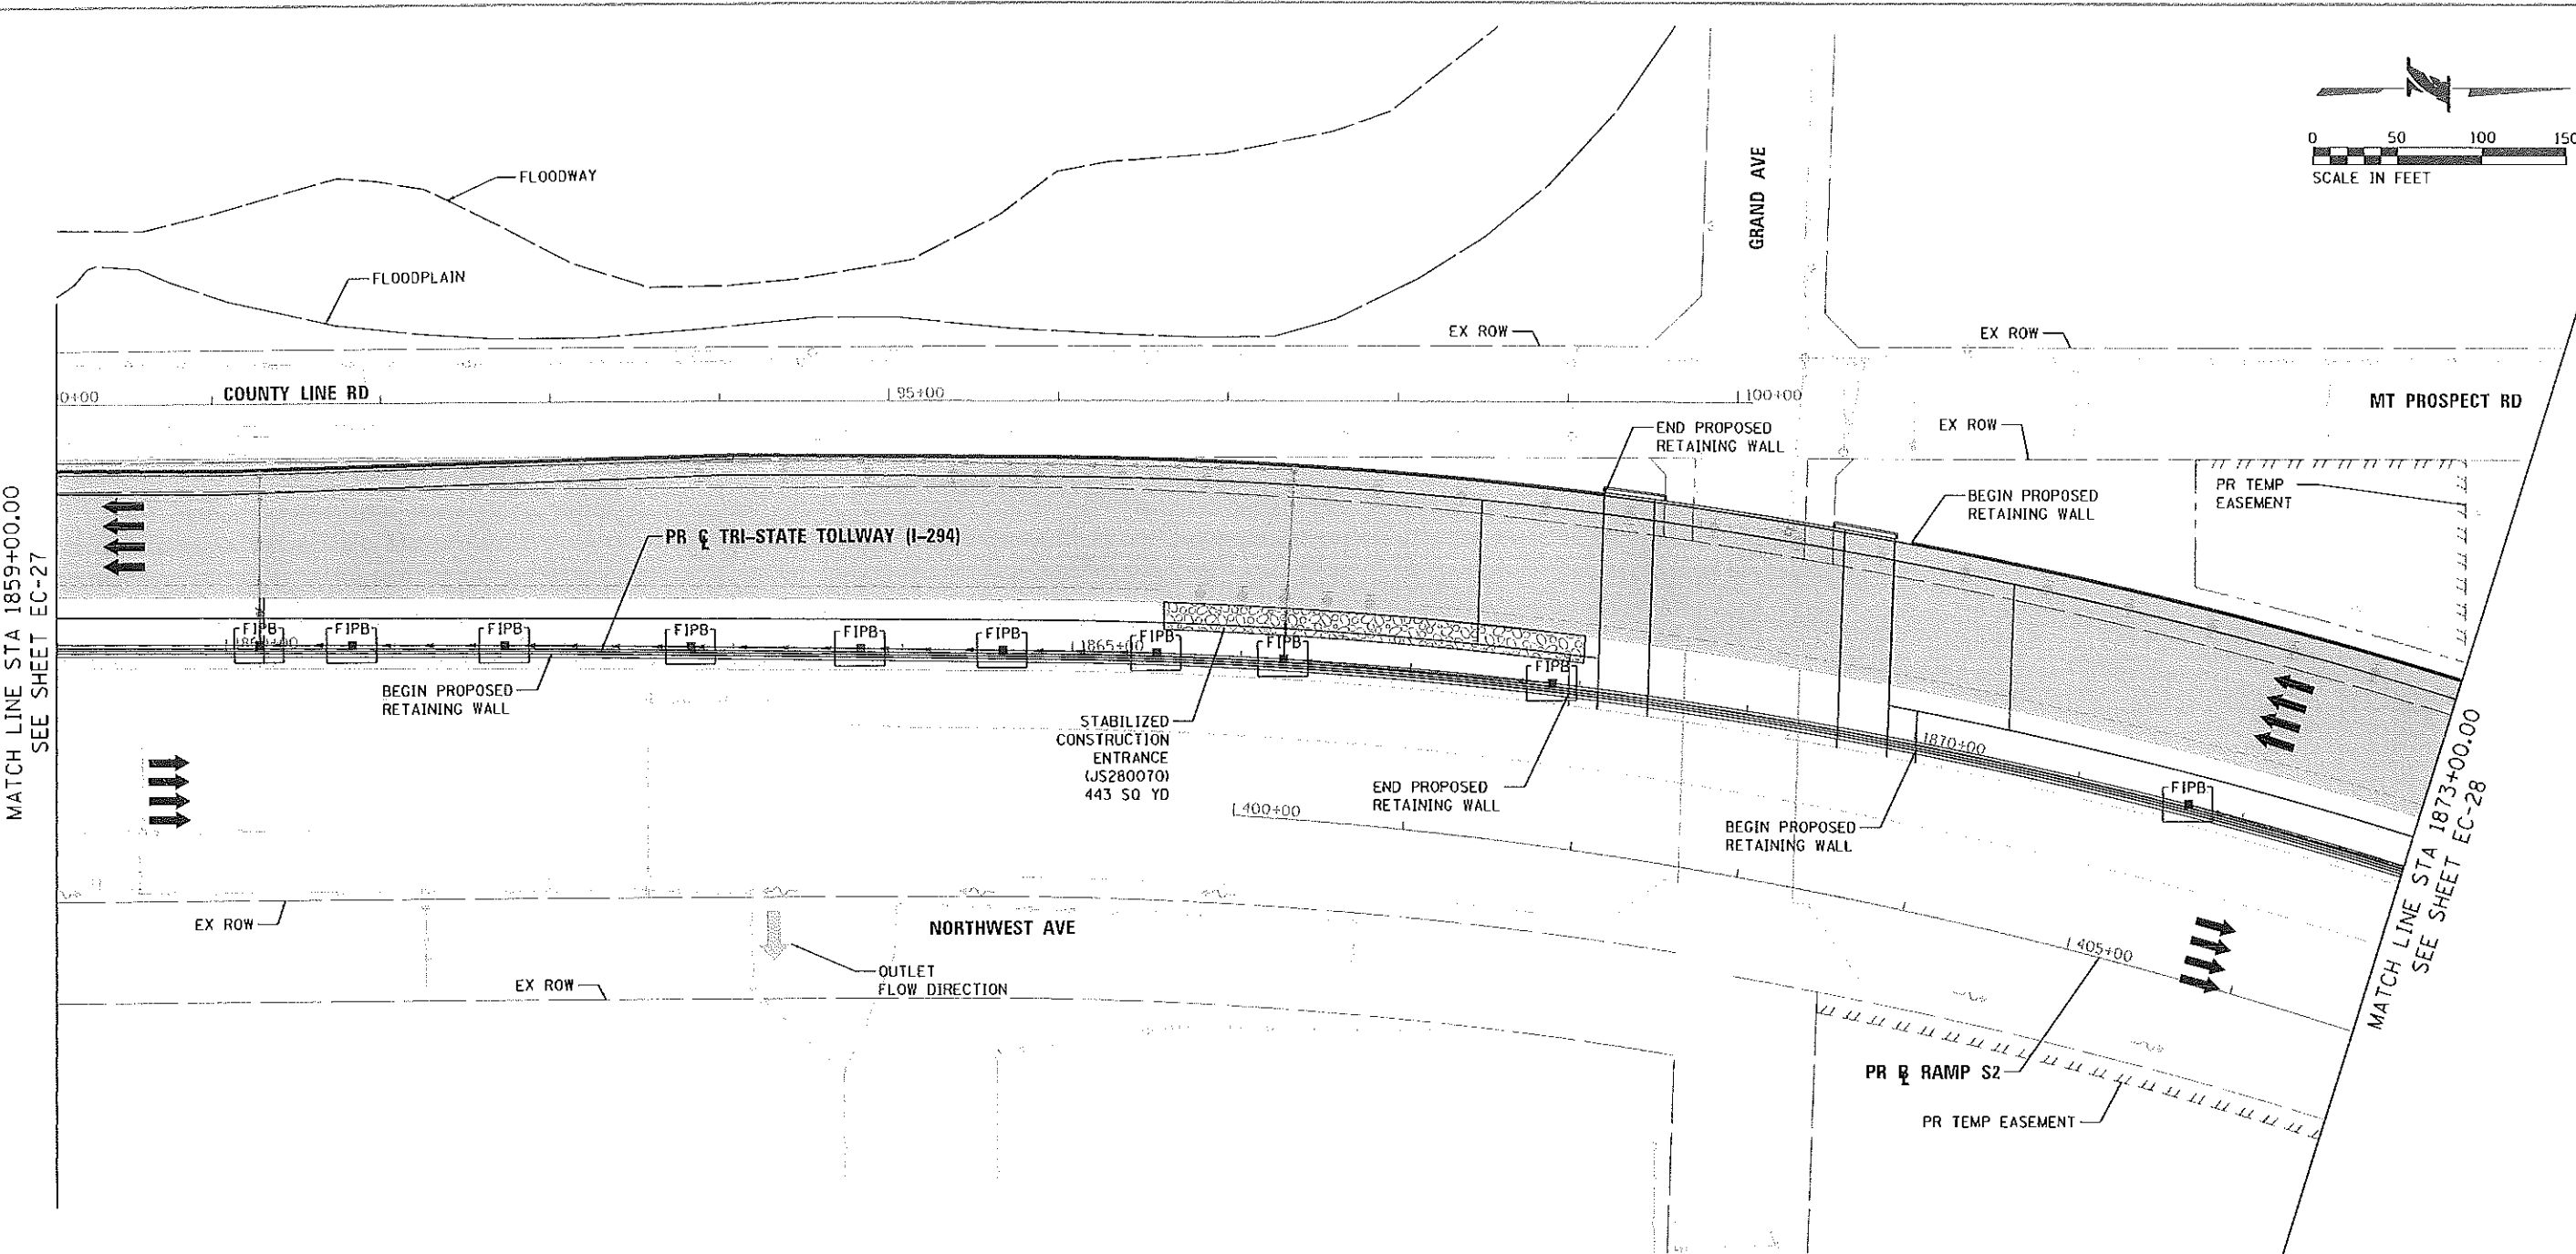 0 50 100 150
SCALE IN FEET
FLOODWAY
GRAND AVE
FLOODPLAIN
EX ROW
EX ROW
0+00
COUNTY LINE RD
95+00
100+00
MT PROSPECT RD
EX ROW
END PROPOSED
RETAINING WALL
PR TEMP
EASEMENT
BEGIN PROPOSED
RETAINING WALL
MATCH LINE STA 1859+00.00
SEE SHEET EC-27
PR ℄ TRI-STATE TOLLWAY (I-294)
FIPB
FIPB
FIPB
FIPB
FIPB
FIPB
FIPB
FIPB
FIPB
1865+00
BEGIN PROPOSED
RETAINING WALL
STABILIZED
CONSTRUCTION
ENTRANCE
(JS280070)
443 SQ YD
END PROPOSED
RETAINING WALL
1870+00
FIPB
400+00
BEGIN PROPOSED
RETAINING WALL
MATCH LINE STA 1873+00.00
SEE SHEET EC-28
EX ROW
NORTHWEST AVE
405+00
OUTLET
FLOW DIRECTION
EX ROW
PR RAMP S2
PR TEMP EASEMENT